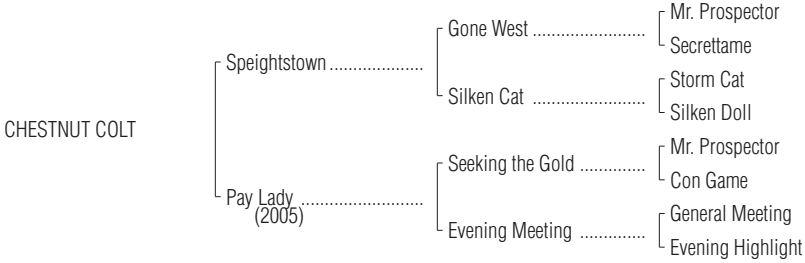 Mr. Prospector
Gone West ........................
Secrettame
Speightstown ....................
Storm Cat
Silken Cat ........................
Silken Doll
CHESTNUT COLT
Mr. Prospector
Seeking the Gold ..............
Con Game
Pay Lady ..........................
(2005)
General Meeting
Evening Meeting ..............
Evening Highlight